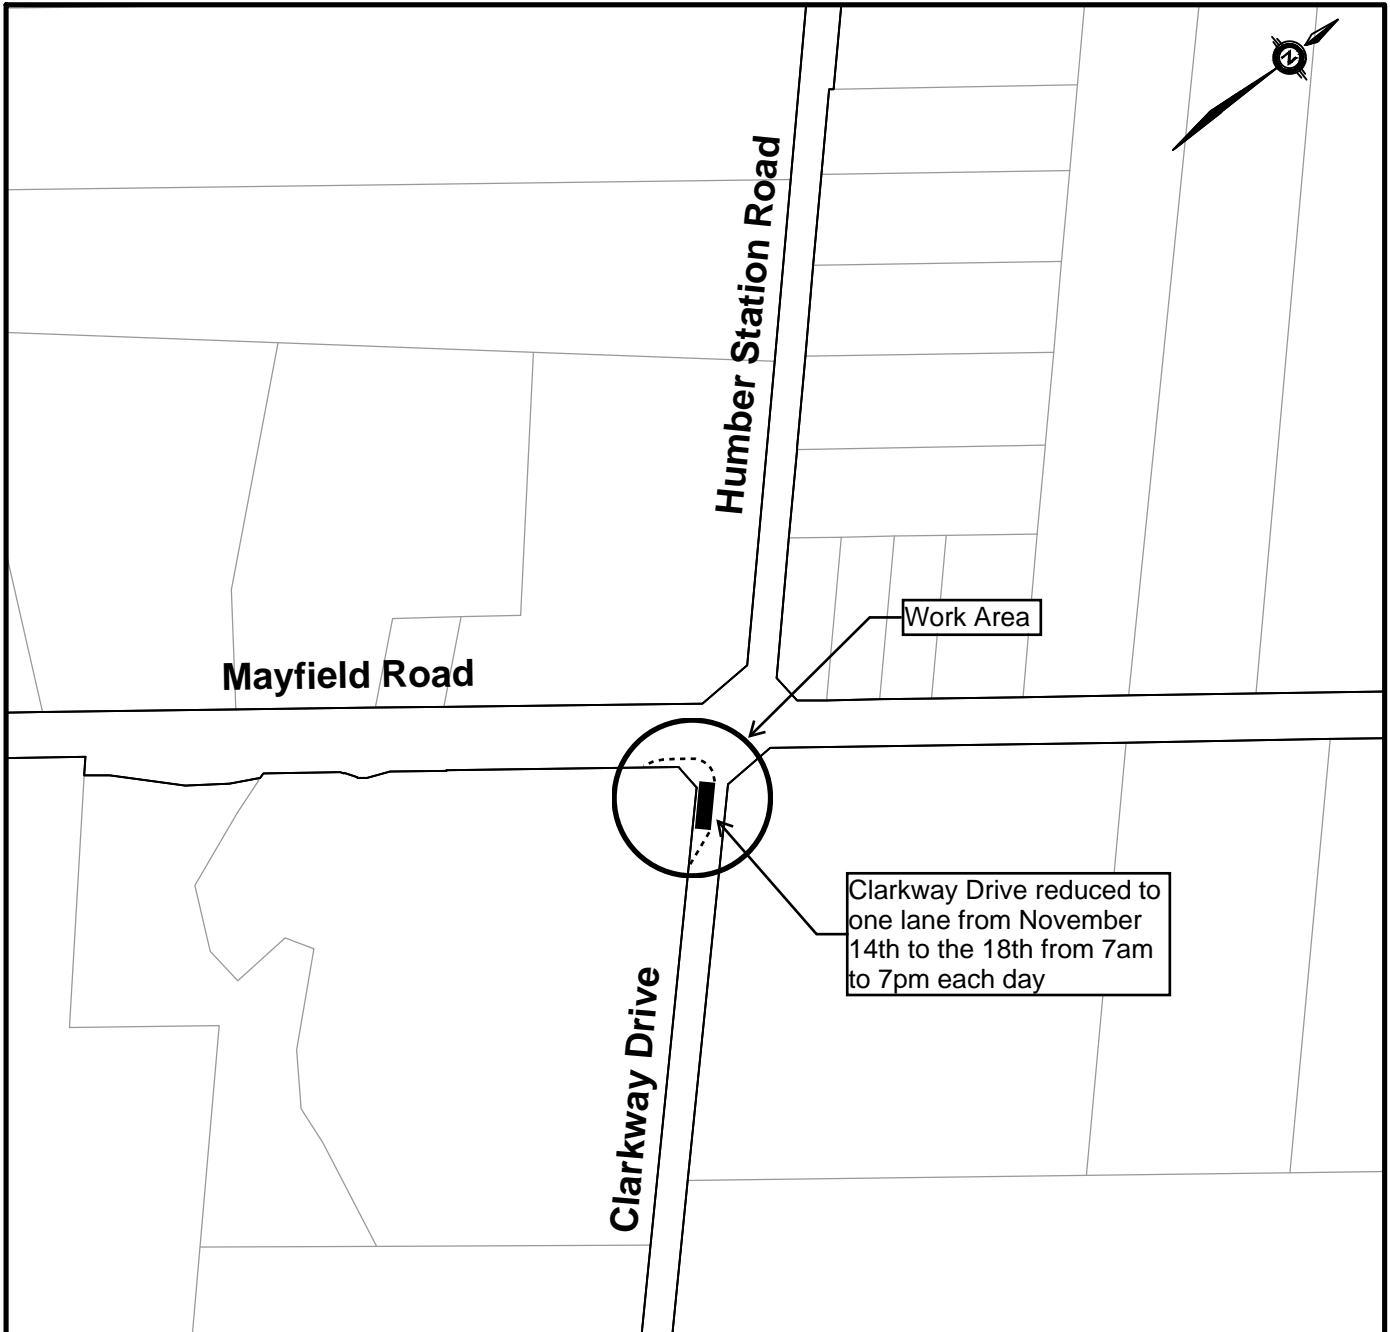 N
Humber Station Road
Work Area
Mayfield Road
Clarkway Drive reduced to
one lane from November
14th to the 18th from 7am
to 7pm each day
Clarkway Drive